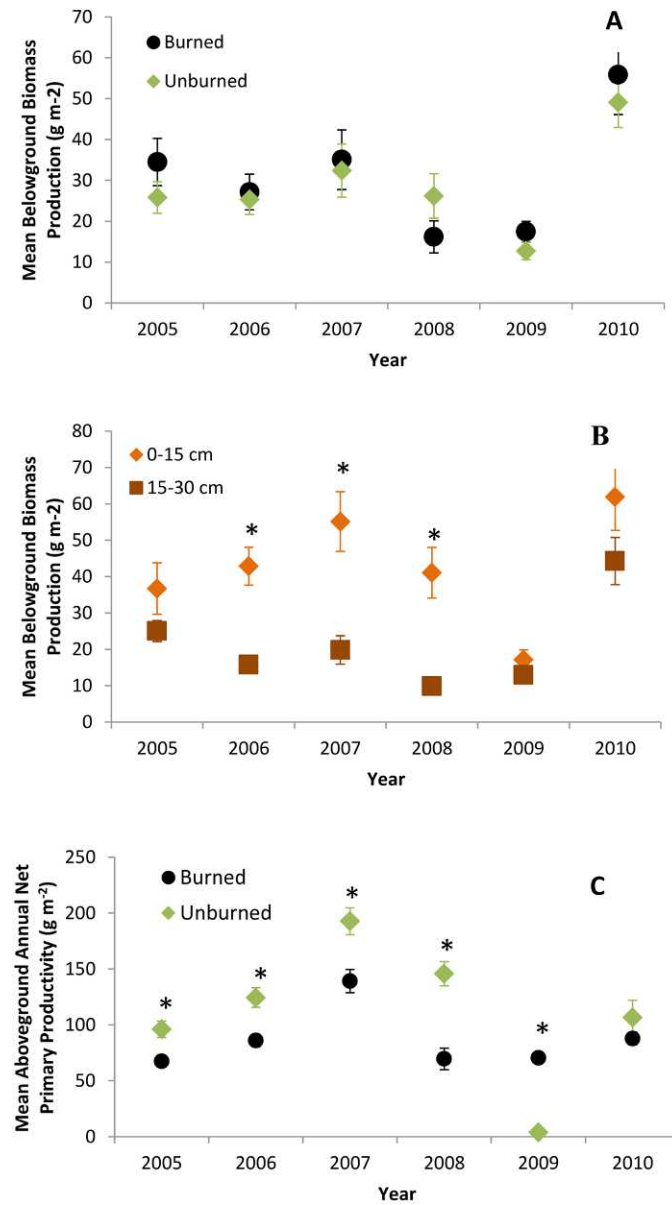 A
Burned
Unburned
Mean Belowground Biomass
Production (g m-2)
70
60
50
40
30
20
10
0
2005 2006 2007 2008 2009 2010
Year
B
0-15 cm
15-30 cm
Mean Belowground Biomass
Production (g m-2)
80
70
60
50
40
30
20
10
0
* * *
2005 2006 2007 2008 2009 2010
Year
C
Burned
Unburned
Mean Aboveground Annual Net
Primary Productivity (g m⁻²)
250
200
150
100
50
0
* * * * *
2005 2006 2007 2008 2009 2010
Year